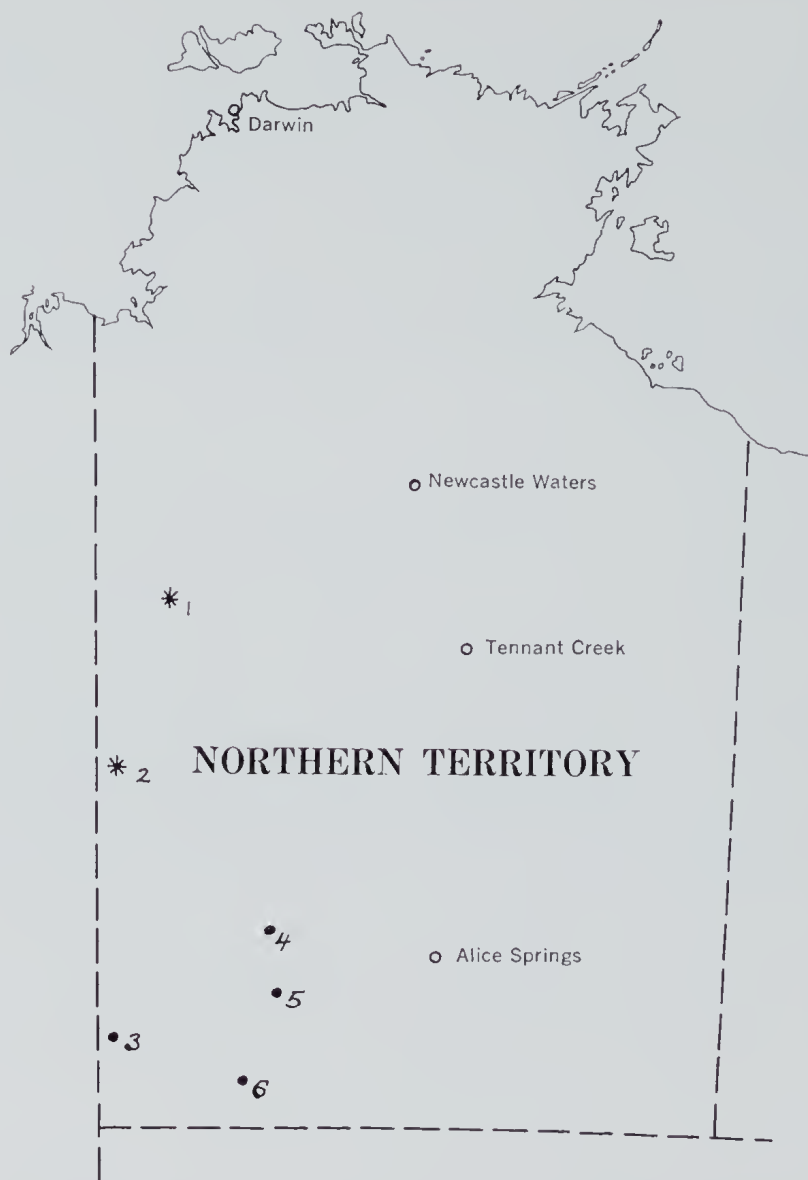 Darwin
Newcastle Waters
1
Tennant Creek
2
NORTHERN TERRITORY
4
Alice Springs
5
3
6